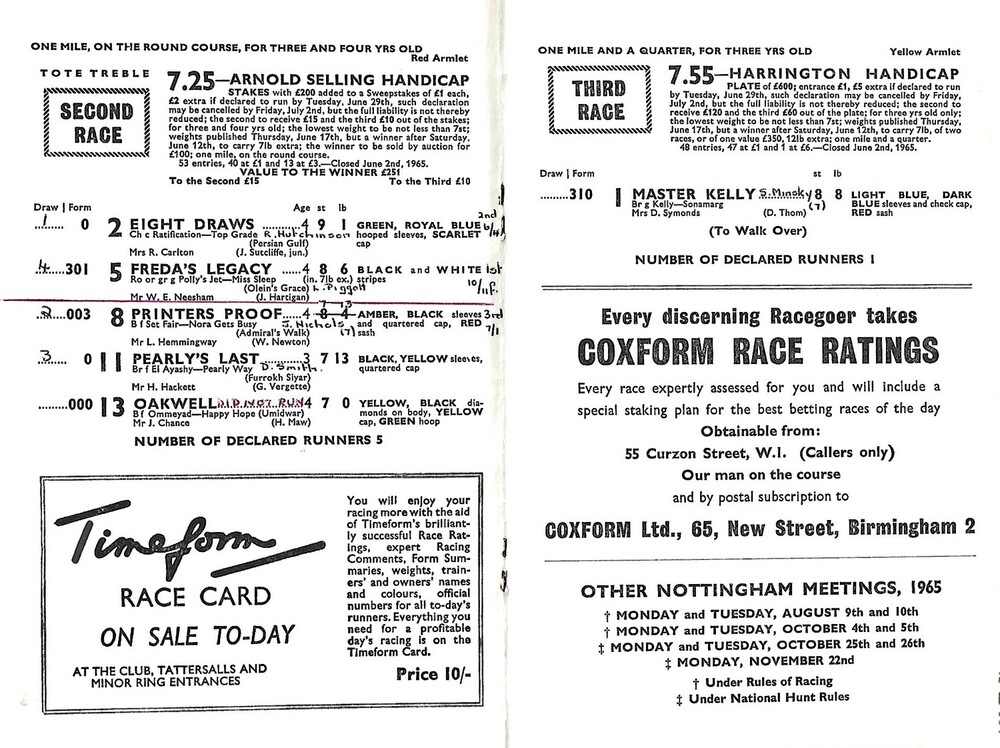 ONE MILE, ON THE ROUND COURSE, FOR THREE AND FOUR YRS OLD
Red Armlet
TOTE TREBLE
SECOND
RACE
7.25—ARNOLD SELLING HANDICAP
STAKES with £200 added to a Sweepstakes of £1 each,
£2 extra if declared to run by Tuesday, June 29th, such declaration
may be cancelled by Friday, July 2nd, but the full liability is not thereby
reduced; the second to receive £15 and the third £10 out of the stakes;
for three and four yrs old; the lowest weight to be not less than 7st;
weights published Thursday, June 17th, but a winner after Saturday,
June 12th, to carry 7lb extra; the winner to be sold by auction for
£100; one mile, on the round course.
53 entries, 40 at £1 and 13 at £3.—Closed June 2nd, 1965.
VALUE TO THE WINNER £251
To the Second £15 To the Third £10
Draw | Form Age st lb
1 0 2 EIGHT DRAWS ......4 9 1 GREEN, ROYAL BLUE 2nd
Ch c Ratification—Top Grade R. Hutchinson hooped sleeves, SCARLET 6/4
(Persian Gulf) cap
Mrs R. Carlton (J. Sutcliffe, jun.)
4.....301 5 FREDA'S LEGACY ......4 8 6 BLACK and WHITE 1st
Ro or gr g Polly's Jet—Miss Sleep (in. 7lb ex.) stripes
(Olein's Grace) L. Piggott 10/11F.
Mr W. E. Needham (J. Hartigan)
7 13
2.....003 8 PRINTERS PROOF.....4 8 4 AMBER, BLACK sleeves 3rd
B f Set Fair—Nora Gets Busy J. Nichols and quartered cap, RED 7/1
(Admiral's Walk) (7) sash
Mr L. Hemmingway (W. Newton)
3 0 11 PEARLY'S LAST............3 7 13 BLACK, YELLOW sleeves,
Br f El Ayashy—Pearly Way D. Smith. quartered cap
(Furrokh Siyar)
Mr H. Hackett (G. Vergette)
.........000 13 OAKWELL DID NOT RUN 4 7 0 YELLOW, BLACK dia-
B f Ommeyad—Happy Hope (Umidwar) monds on body, YELLOW
Mr J. Chance (H. Maw) cap, GREEN hoop
NUMBER OF DECLARED RUNNERS 5
Timeform
RACE CARD
ON SALE TO-DAY
AT THE CLUB, TATTERSALLS AND
MINOR RING ENTRANCES
You will enjoy your
racing more with the aid
of Timeform's brilliant-
ly successful Race Rat-
ings, expert Racing
Comments, Form Sum-
maries, weights, train-
ers' and owners' names
and colours, official
numbers for all to-day's
runners. Everything you
need for a profitable
day's racing is on the
Timeform Card.
Price 10/-
ONE MILE AND A QUARTER, FOR THREE YRS OLD Yellow Armlet
THIRD
RACE
7.55—HARRINGTON HANDICAP
PLATE of £600; entrance £1, £5 extra if declared to run
by Tuesday, June 29th, such declaration may be cancelled by Friday,
July 2nd, but the full liability is not thereby reduced; the second to
receive £120 and the third £60 out of the plate; for three yrs old only;
the lowest weight to be not less than 7st; weights published Thursday,
June 17th, but a winner after Saturday, June 12th, to carry 7lb, of two
races, or of one value £350, 12lb extra; one mile and a quarter.
48 entries, 47 at £1 and 1 at £6.—Closed June 2nd, 1965.
Draw | Form st lb
.........310 1 MASTER KELLY S. Minsky 8 8 LIGHT BLUE, DARK
Br g Kelly—Sonamarg (7) BLUE sleeves and check cap,
Mrs D. Symonds (D. Thom) RED sash
(To Walk Over)
NUMBER OF DECLARED RUNNERS 1
Every discerning Racegoer takes
COXFORM RACE RATINGS
Every race expertly assessed for you and will include a
special staking plan for the best betting races of the day
Obtainable from:
55 Curzon Street, W.1. (Callers only)
Our man on the course
and by postal subscription to
COXFORM Ltd., 65, New Street, Birmingham 2
OTHER NOTTINGHAM MEETINGS, 1965
† MONDAY and TUESDAY, AUGUST 9th and 10th
† MONDAY and TUESDAY, OCTOBER 4th and 5th
‡ MONDAY and TUESDAY, OCTOBER 25th and 26th
‡ MONDAY, NOVEMBER 22nd
† Under Rules of Racing
‡ Under National Hunt Rules